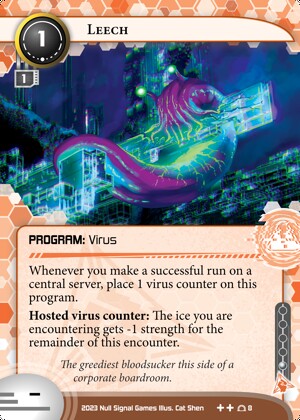 1
Leech
1
PROGRAM: Virus
Whenever you make a successful run on a
central server, place 1 virus counter on this
program.
Hosted virus counter: The ice you are
encountering gets -1 strength for the
remainder of this encounter.
The greediest bloodsucker this side of a
corporate boardroom.
-
2023 Null Signal Games Illus. Cat Shen
8